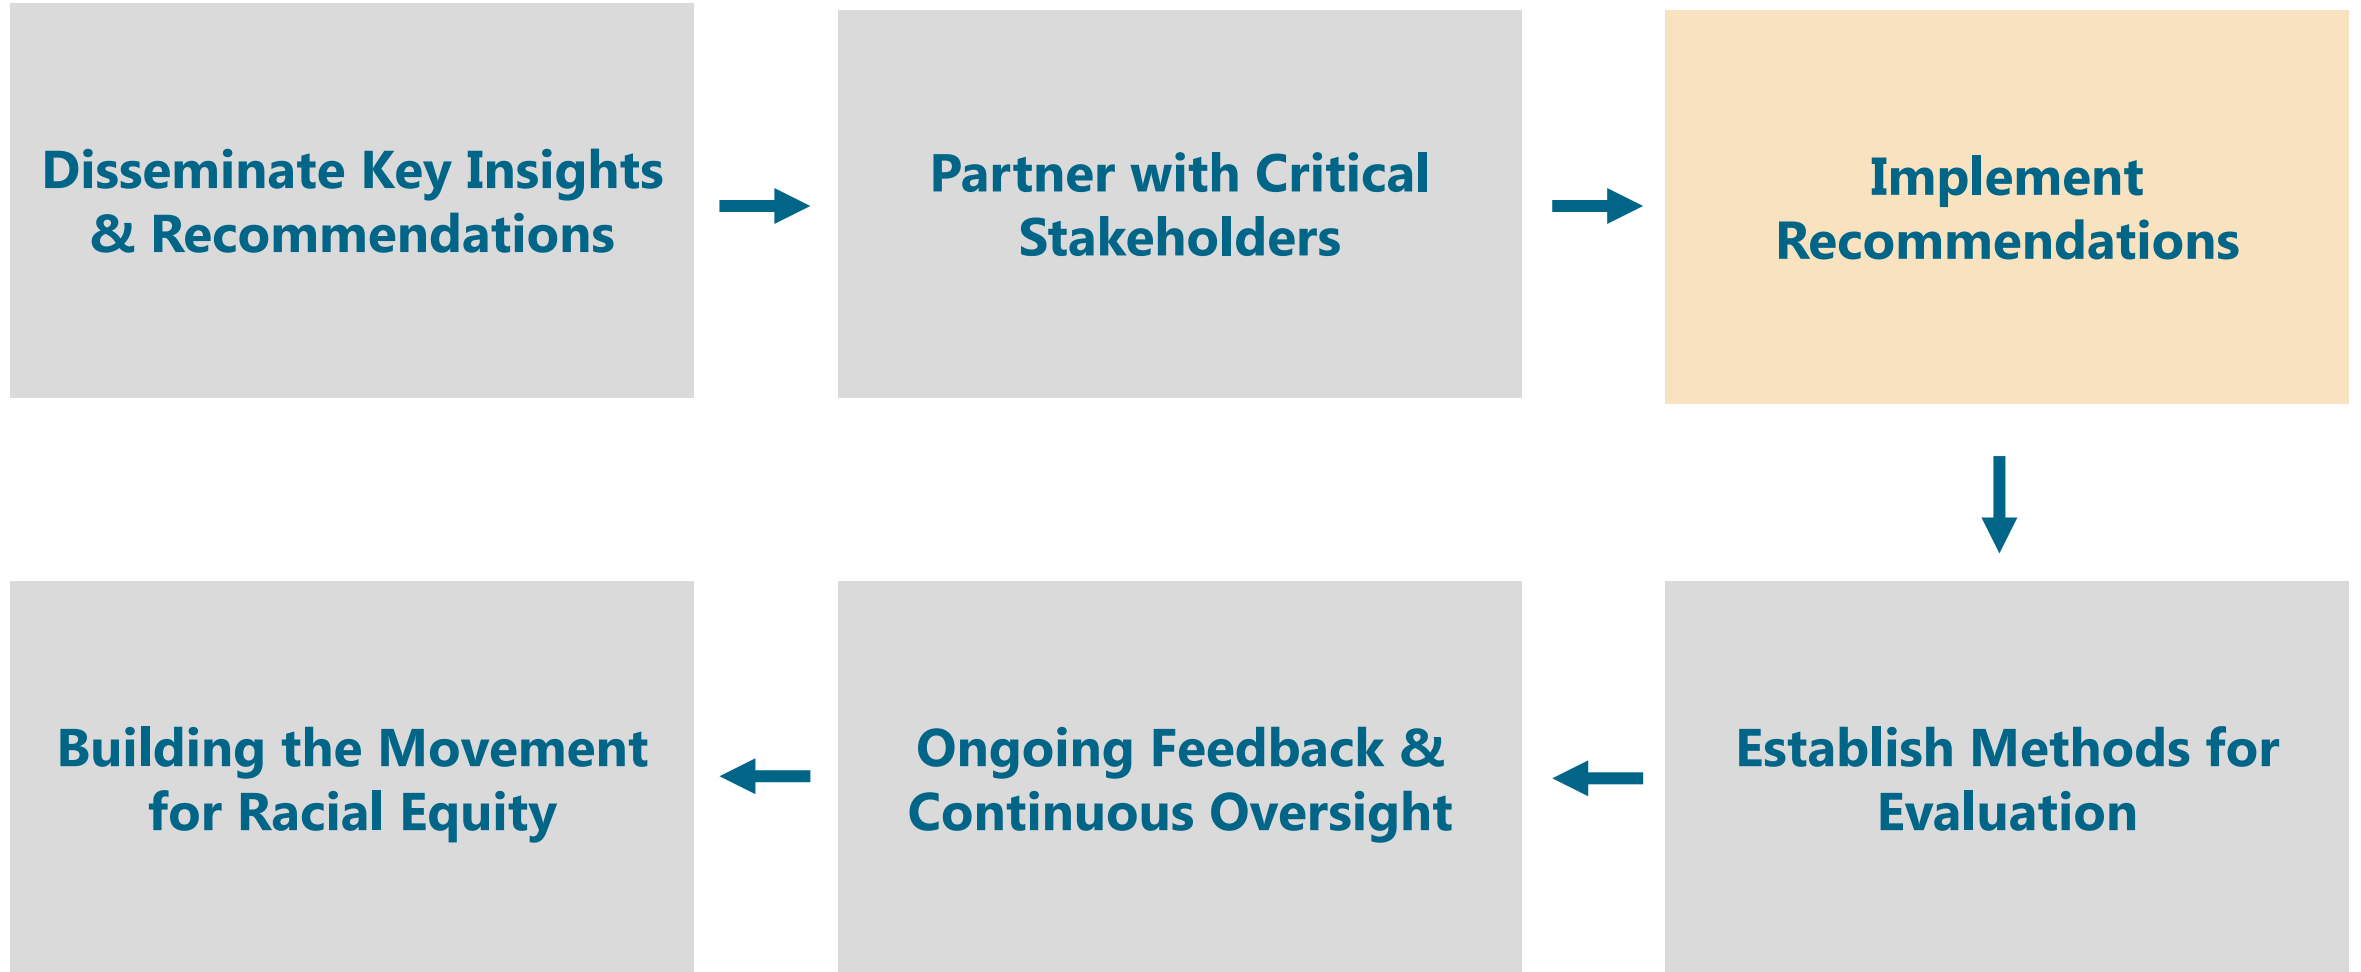 Disseminate Key Insights
& Recommendations
Partner with Critical
Stakeholders
Implement
Recommendations
Establish Methods for
Evaluation
Ongoing Feedback &
Continuous Oversight
Building the Movement
for Racial Equity